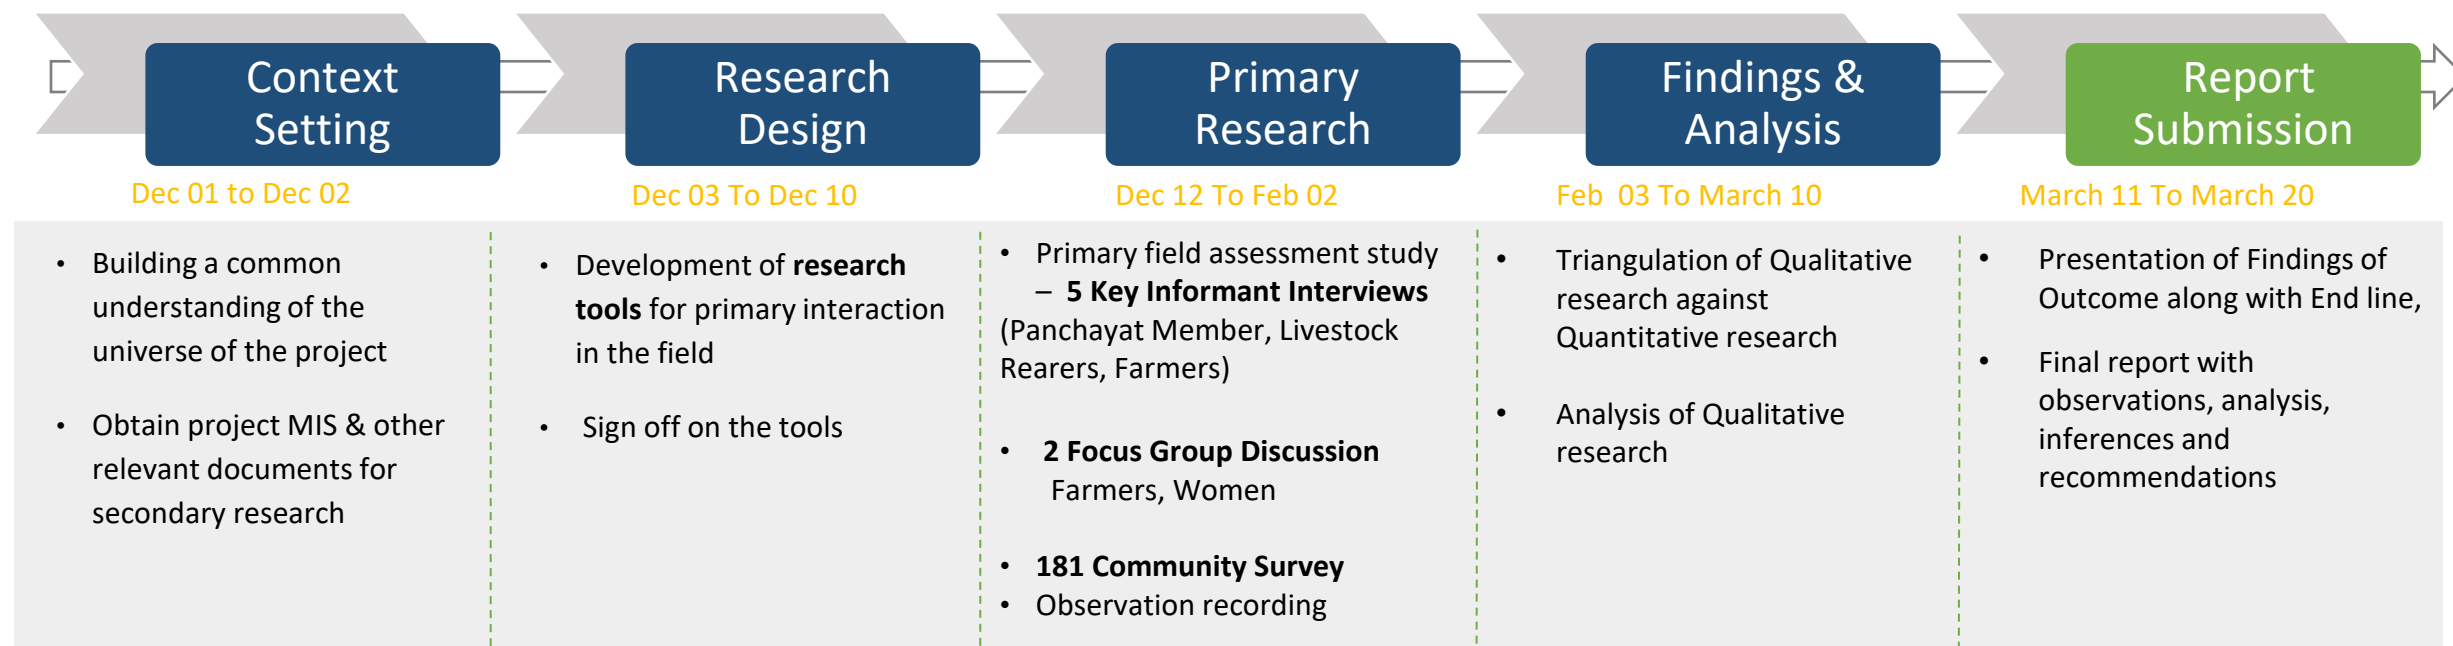 Context
Setting
Research
Design
Primary
Research
Findings &
Analysis
Report
Submission
Dec 01 to Dec 02
Dec 03 To Dec 10
Dec 12 To Feb 02
Feb  03 To March 10
March 11 To March 20
• Building a common
understanding of the
universe of the project
• Obtain project MIS & other
relevant documents for
secondary research
• Development of research
tools for primary interaction
in the field
• Sign off on the tools
• Primary field assessment study
– 5 Key Informant Interviews
(Panchayat Member, Livestock
Rearers, Farmers)
• 2 Focus Group Discussion
Farmers, Women
• 181 Community Survey
• Observation recording
• Triangulation of Qualitative
research against
Quantitative research
• Analysis of Qualitative
research
• Presentation of Findings of
Outcome along with End line,
• Final report with
observations, analysis,
inferences and
recommendations